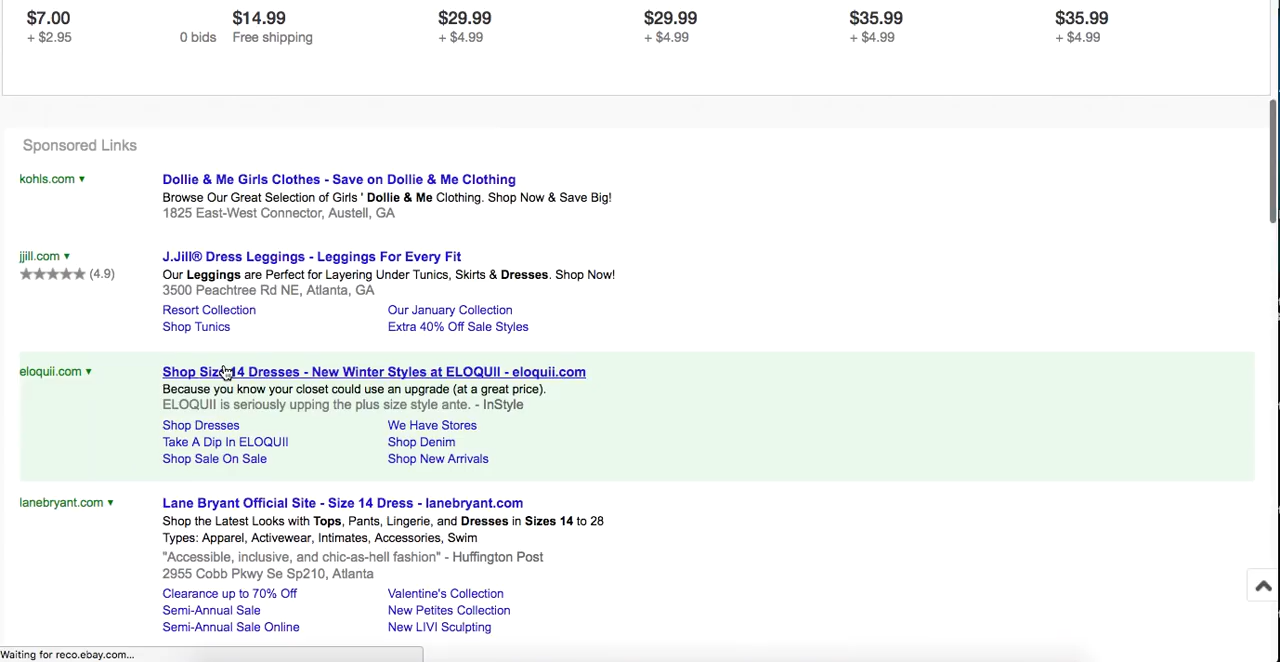 $7.00 $14.99 $29.99 $29.99 $35.99 $35.99
+ $2.95 0 bids Free shipping + $4.99 + $4.99 + $4.99 + $4.99
Sponsored Links
kohls.com ▼ Dollie & Me Girls Clothes - Save on Dollie & Me Clothing
Browse Our Great Selection of Girls ' Dollie & Me Clothing. Shop Now & Save Big!
1825 East-West Connector, Austell, GA
jjill.com ▼ J.Jill® Dress Leggings - Leggings For Every Fit
★★★★★ (4.9) Our Leggings are Perfect for Layering Under Tunics, Skirts & Dresses. Shop Now!
3500 Peachtree Rd NE, Atlanta, GA
Resort Collection Our January Collection
Shop Tunics Extra 40% Off Sale Styles
eloquii.com ▼ Shop Size 14 Dresses - New Winter Styles at ELOQUII - eloquii.com
Because you know your closet could use an upgrade (at a great price).
ELOQUII is seriously upping the plus size style ante. - InStyle
Shop Dresses We Have Stores
Take A Dip In ELOQUII Shop Denim
Shop Sale On Sale Shop New Arrivals
lanebryant.com ▼ Lane Bryant Official Site - Size 14 Dress - lanebryant.com
Shop the Latest Looks with Tops, Pants, Lingerie, and Dresses in Sizes 14 to 28
Types: Apparel, Activewear, Intimates, Accessories, Swim
"Accessible, inclusive, and chic-as-hell fashion" - Huffington Post
2955 Cobb Pkwy Se Sp210, Atlanta
Clearance up to 70% Off Valentine's Collection
Semi-Annual Sale New Petites Collection
Semi-Annual Sale Online New LIVI Sculpting
Waiting for reco.ebay.com...